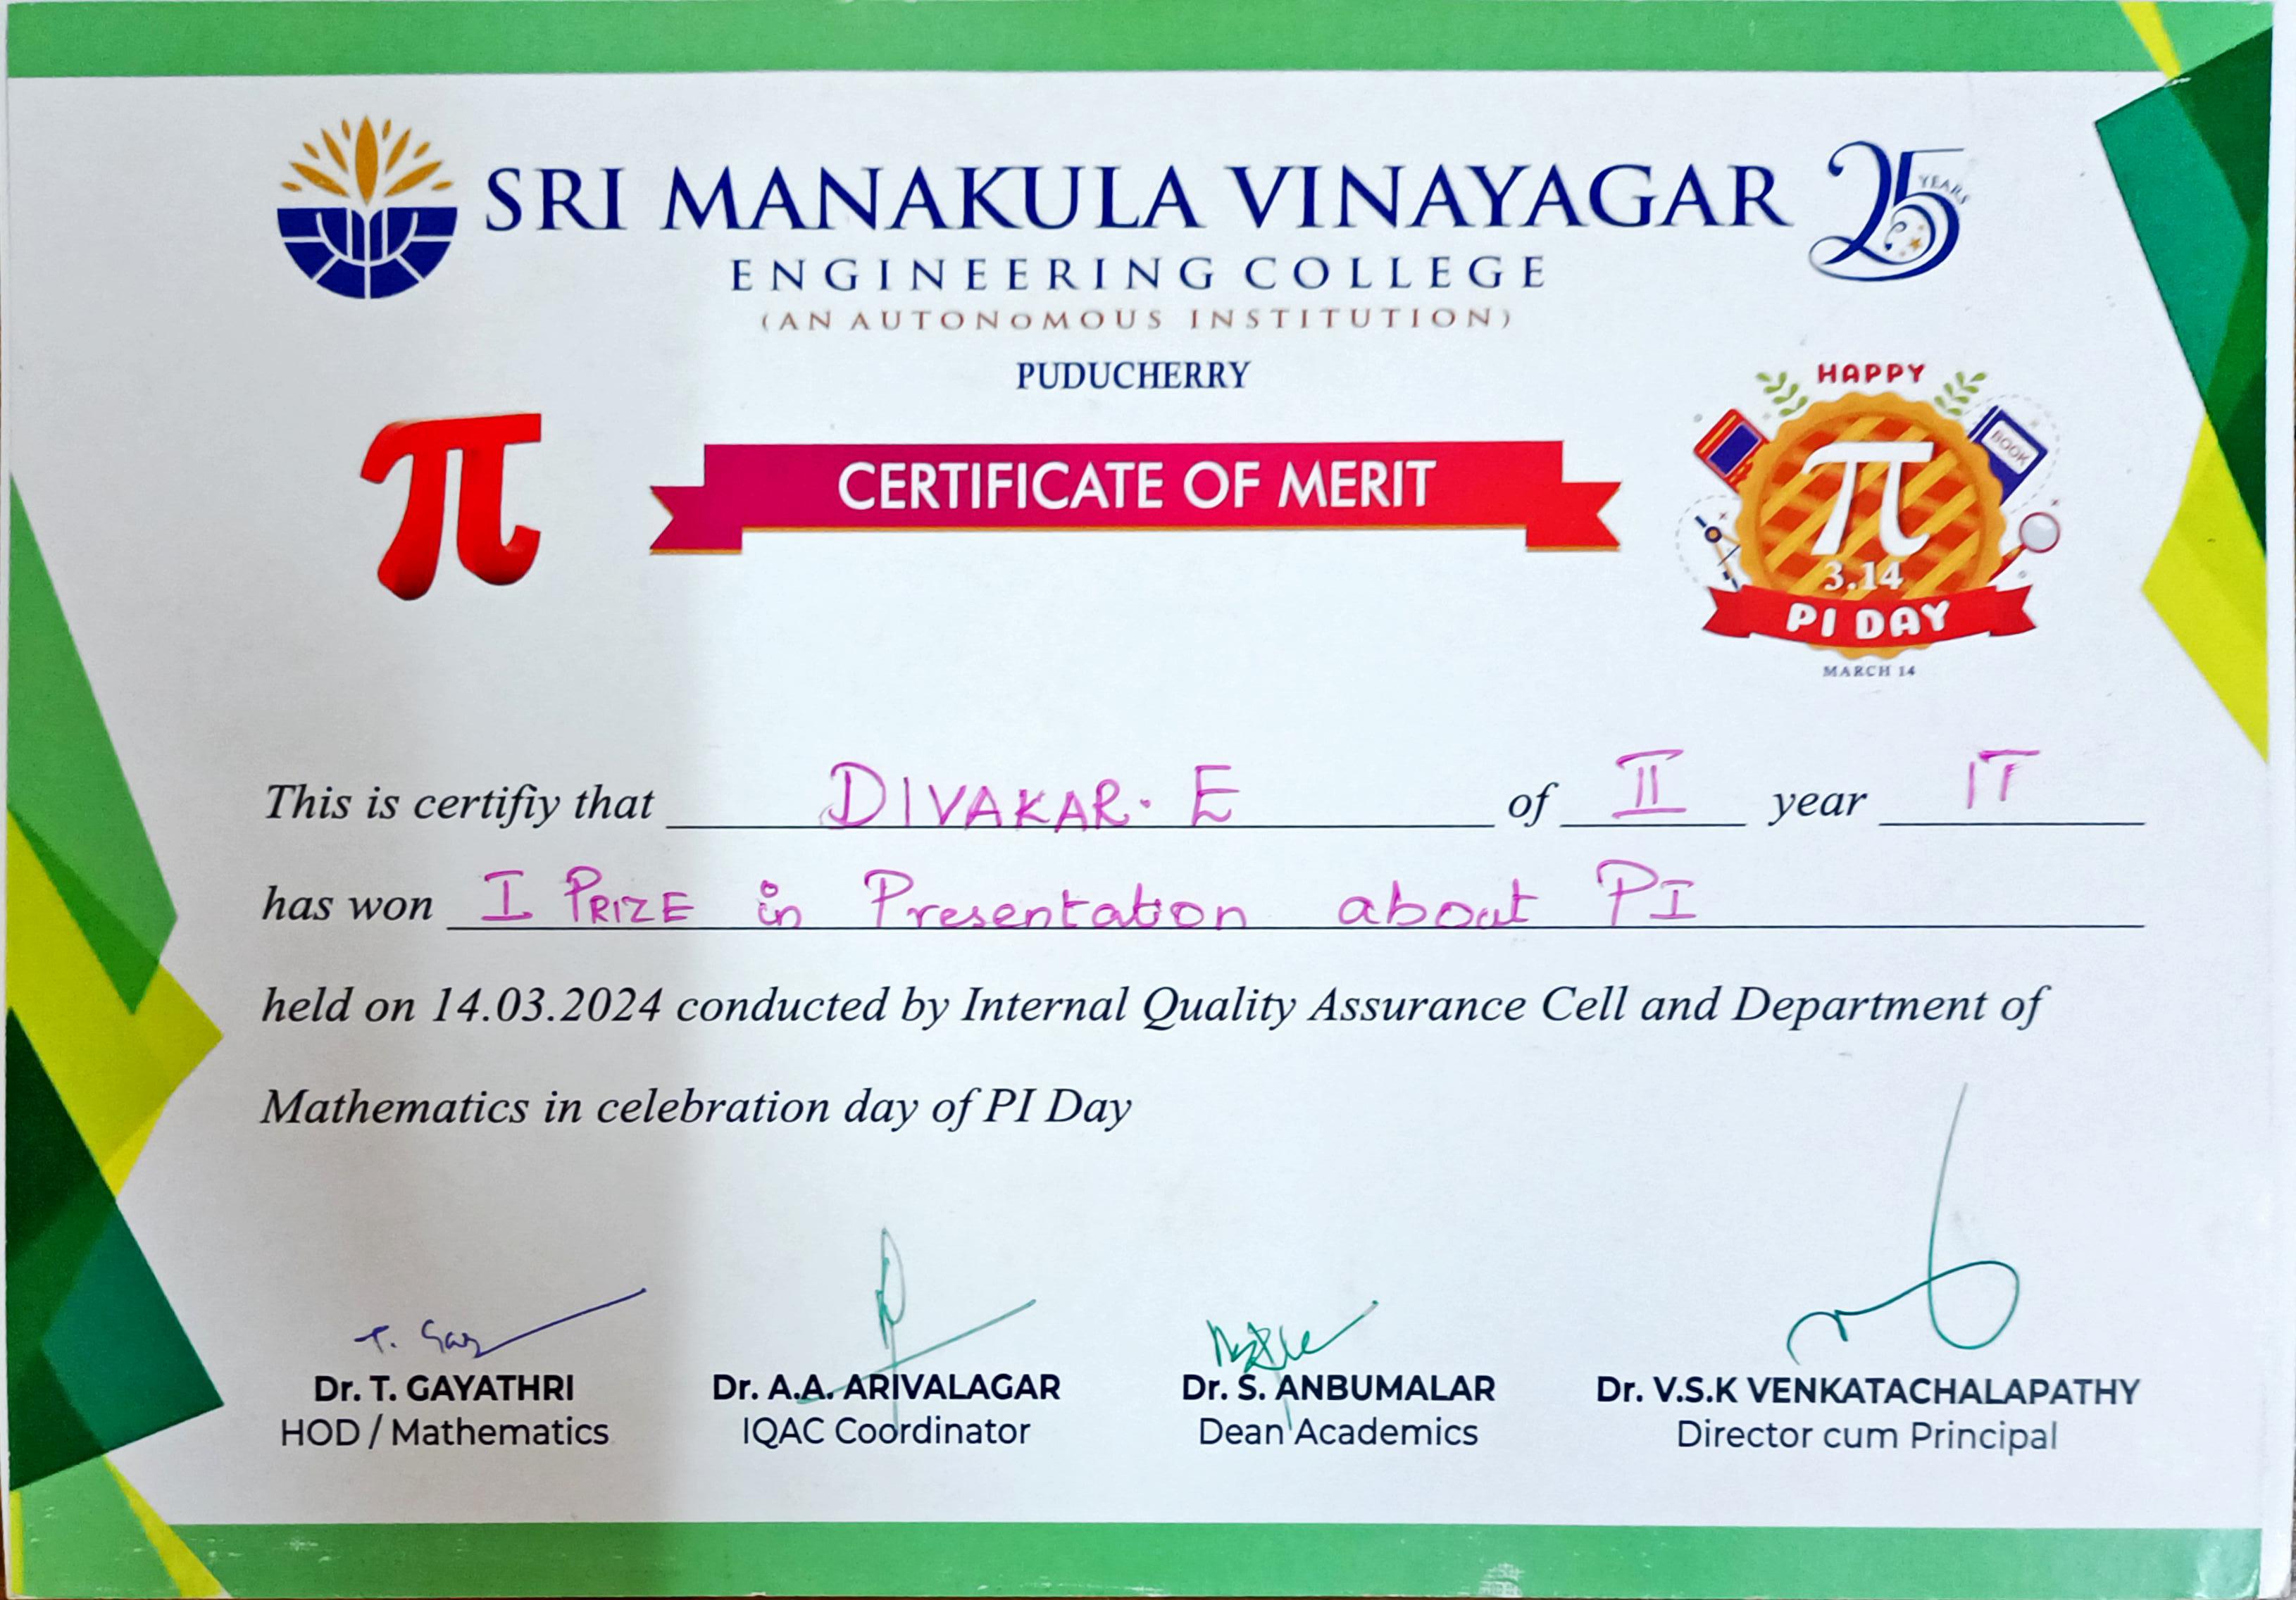 SRI MANAKULA VINAYAGAR
25 YEARS
ENGINEERING COLLEGE
(AN AUTONOMOUS INSTITUTION)
PUDUCHERRY
π
CERTIFICATE OF MERIT
HAPPY
BOOK
π
3.14
PI DAY
MARCH 14
This is certifiy that DIVAKAR. E of II year IT
has won I PRIZE in Presentation about PI
held on 14.03.2024 conducted by Internal Quality Assurance Cell and Department of
Mathematics in celebration day of PI Day
Dr. T. GAYATHRI
HOD / Mathematics
Dr. A.A. ARIVALAGAR
IQAC Coordinator
Dr. S. ANBUMALAR
Dean Academics
Dr. V.S.K VENKATACHALAPATHY
Director cum Principal